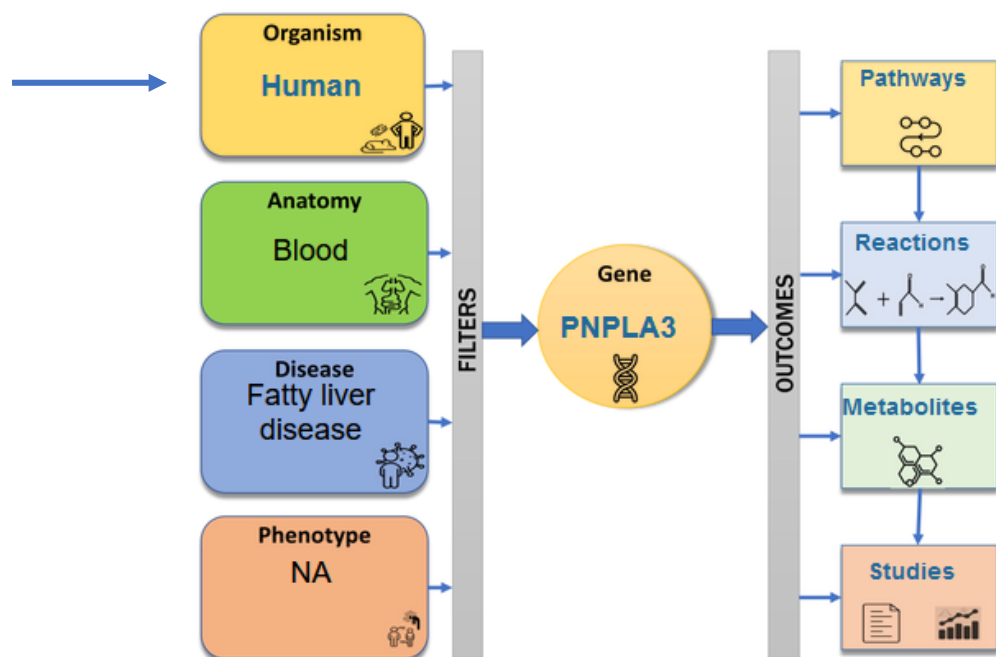 Organism
Human
Anatomy
Blood
Disease
Fatty liver
disease
Phenotype
NA
FILTERS
Gene
PNPLA3
OUTCOMES
Pathways
Reactions
+
Metabolites
Studies